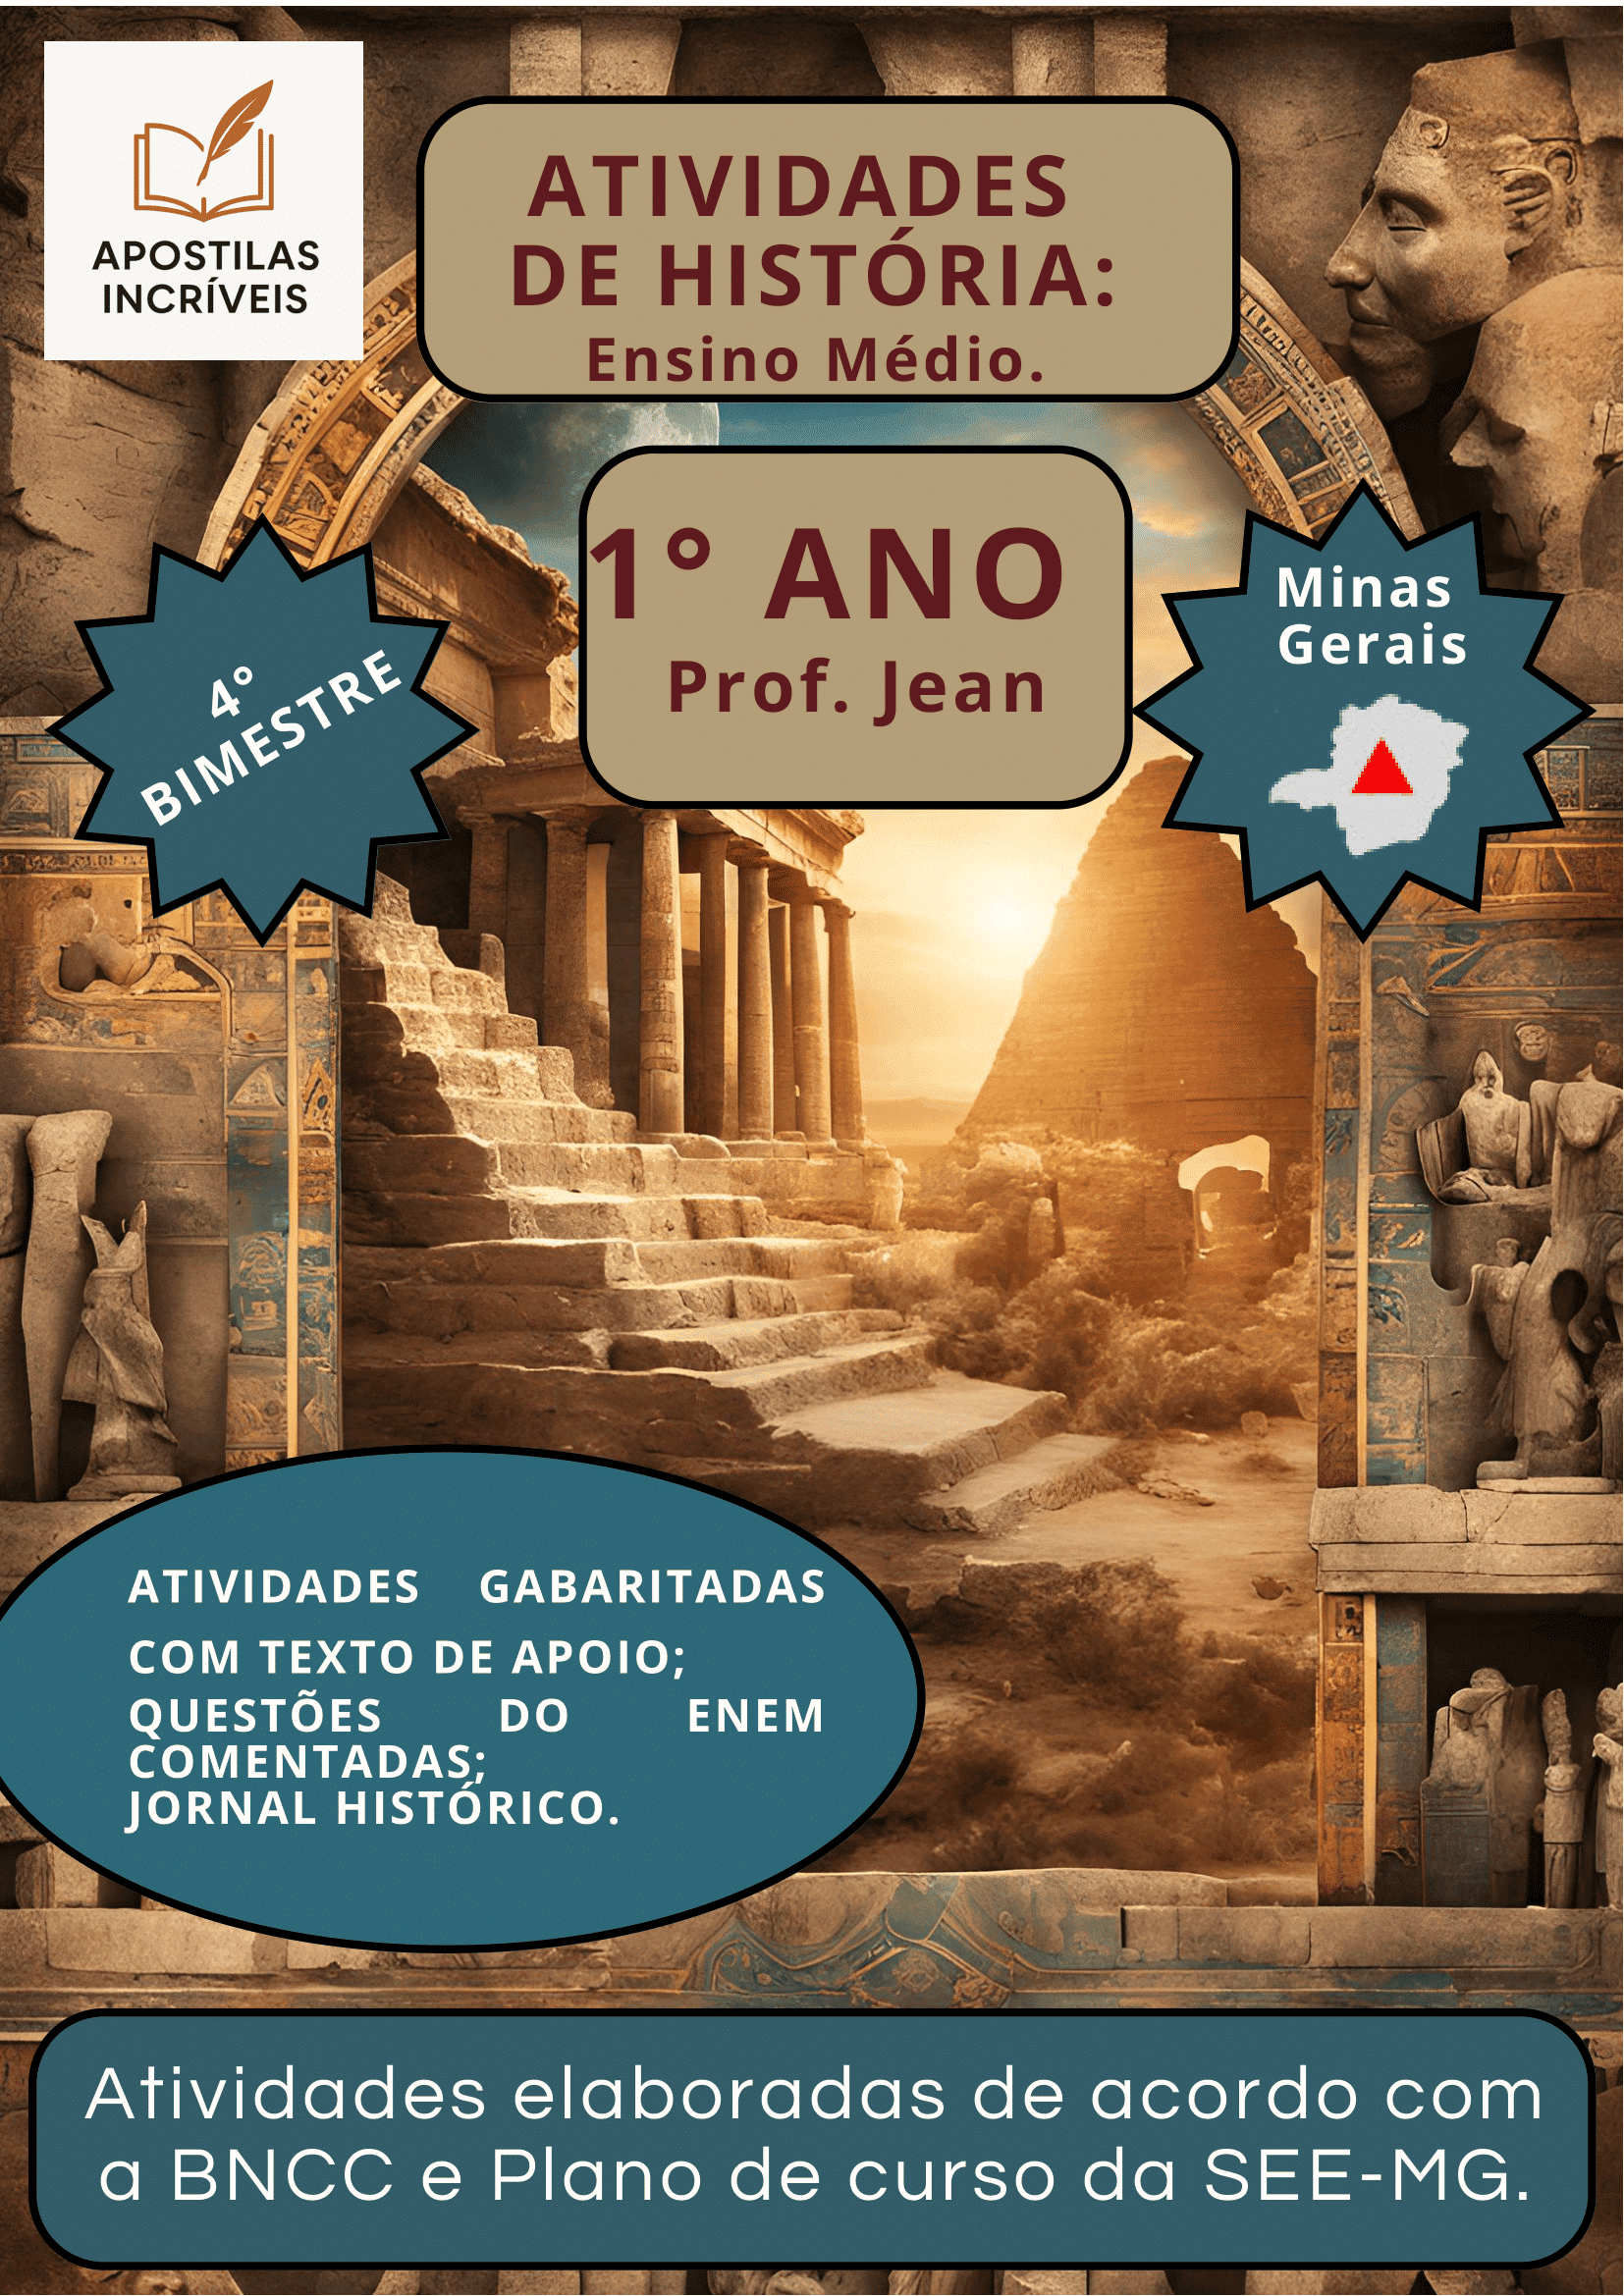 APOSTILAS
INCRÍVEIS
ATIVIDADES
DE HISTÓRIA:
Ensino Médio.
1° ANO
Prof. Jean
4°
BIMESTRE
Minas
Gerais
ATIVIDADES GABARITADAS
COM TEXTO DE APOIO;
QUESTÕES DO ENEM
COMENTADAS;
JORNAL HISTÓRICO.
Atividades elaboradas de acordo com
a BNCC e Plano de curso da SEE-MG.